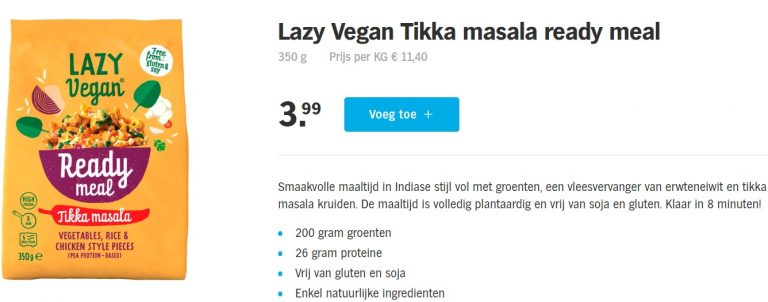 Lazy Vegan Tikka masala ready meal
350 g Prijs per KG € 11,40
3.99
Voeg toe +
Smaakvolle maaltijd in Indiase stijl vol met groenten, een vleesvervanger van erwteneiwit en tikka
masala kruiden. De maaltijd is volledig plantaardig en vrij van soja en gluten. Klaar in 8 minuten!
200 gram groenten
26 gram proteine
Vrij van gluten en soja
Enkel natuurlijke ingredienten
LAZY
Vegan®
Free
from
gluten &
soy
Ready
meal
Tikka masala
VEGETABLES, RICE &
CHICKEN STYLE PIECES
(PEA PROTEIN - BASED)
350g e
HIGH
PROTEIN